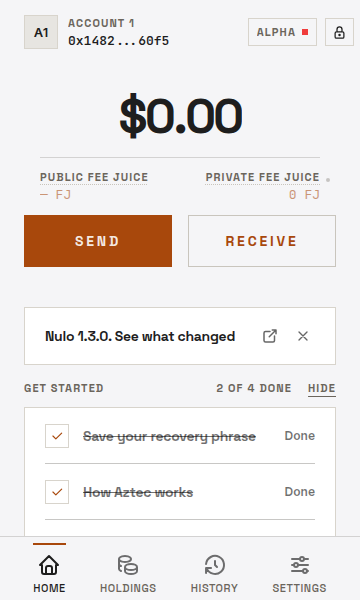 A1
ACCOUNT 1
0x1482...60f5
ALPHA
$0.00
PUBLIC FEE JUICE
— FJ
PRIVATE FEE JUICE
0 FJ
SEND
RECEIVE
Nulo 1.3.0. See what changed
GET STARTED
2 OF 4 DONE
HIDE
Save your recovery phrase
Done
How Aztec works
Done
HOME
HOLDINGS
HISTORY
SETTINGS